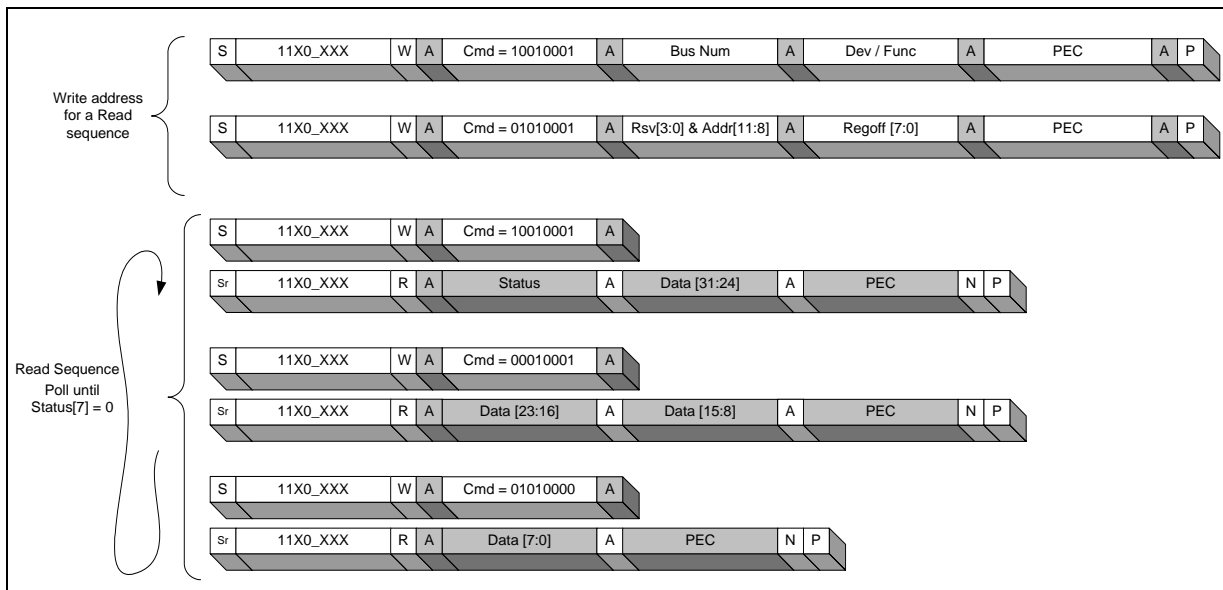 S 11X0_XXX W A Cmd = 10010001 A Bus Num A Dev / Func A PEC A P
Write address
for a Read
sequence
S 11X0_XXX W A Cmd = 01010001 A Rsv[3:0] & Addr[11:8] A Regoff [7:0] A PEC A P
S 11X0_XXX W A Cmd = 10010001 A
Sr 11X0_XXX R A Status A Data [31:24] A PEC N P
Read Sequence
Poll until
Status[7] = 0
S 11X0_XXX W A Cmd = 00010001 A
Sr 11X0_XXX R A Data [23:16] A Data [15:8] A PEC N P
S 11X0_XXX W A Cmd = 01010000 A
Sr 11X0_XXX R A Data [7:0] A PEC N P